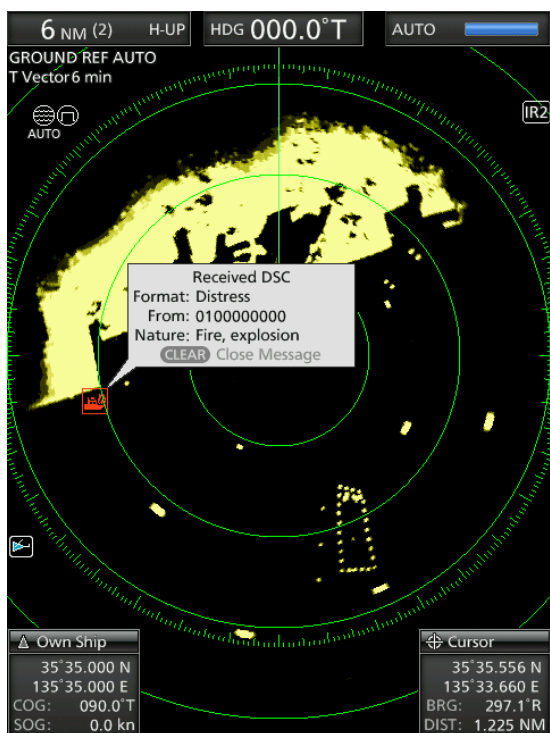 6 NM (2) H-UP HDG 000.0°T AUTO
GROUND REF AUTO
T Vector6 min
IR2
AUTO
Received DSC
Format: Distress
From: 0100000000
Nature: Fire, explosion
CLEAR Close Message
Own Ship
35°35.000 N
135°35.000 E
COG: 090.0°T
SOG: 0.0 kn
Cursor
35°35.556 N
135°33.660 E
BRG: 297.1°R
DIST: 1.225 NM